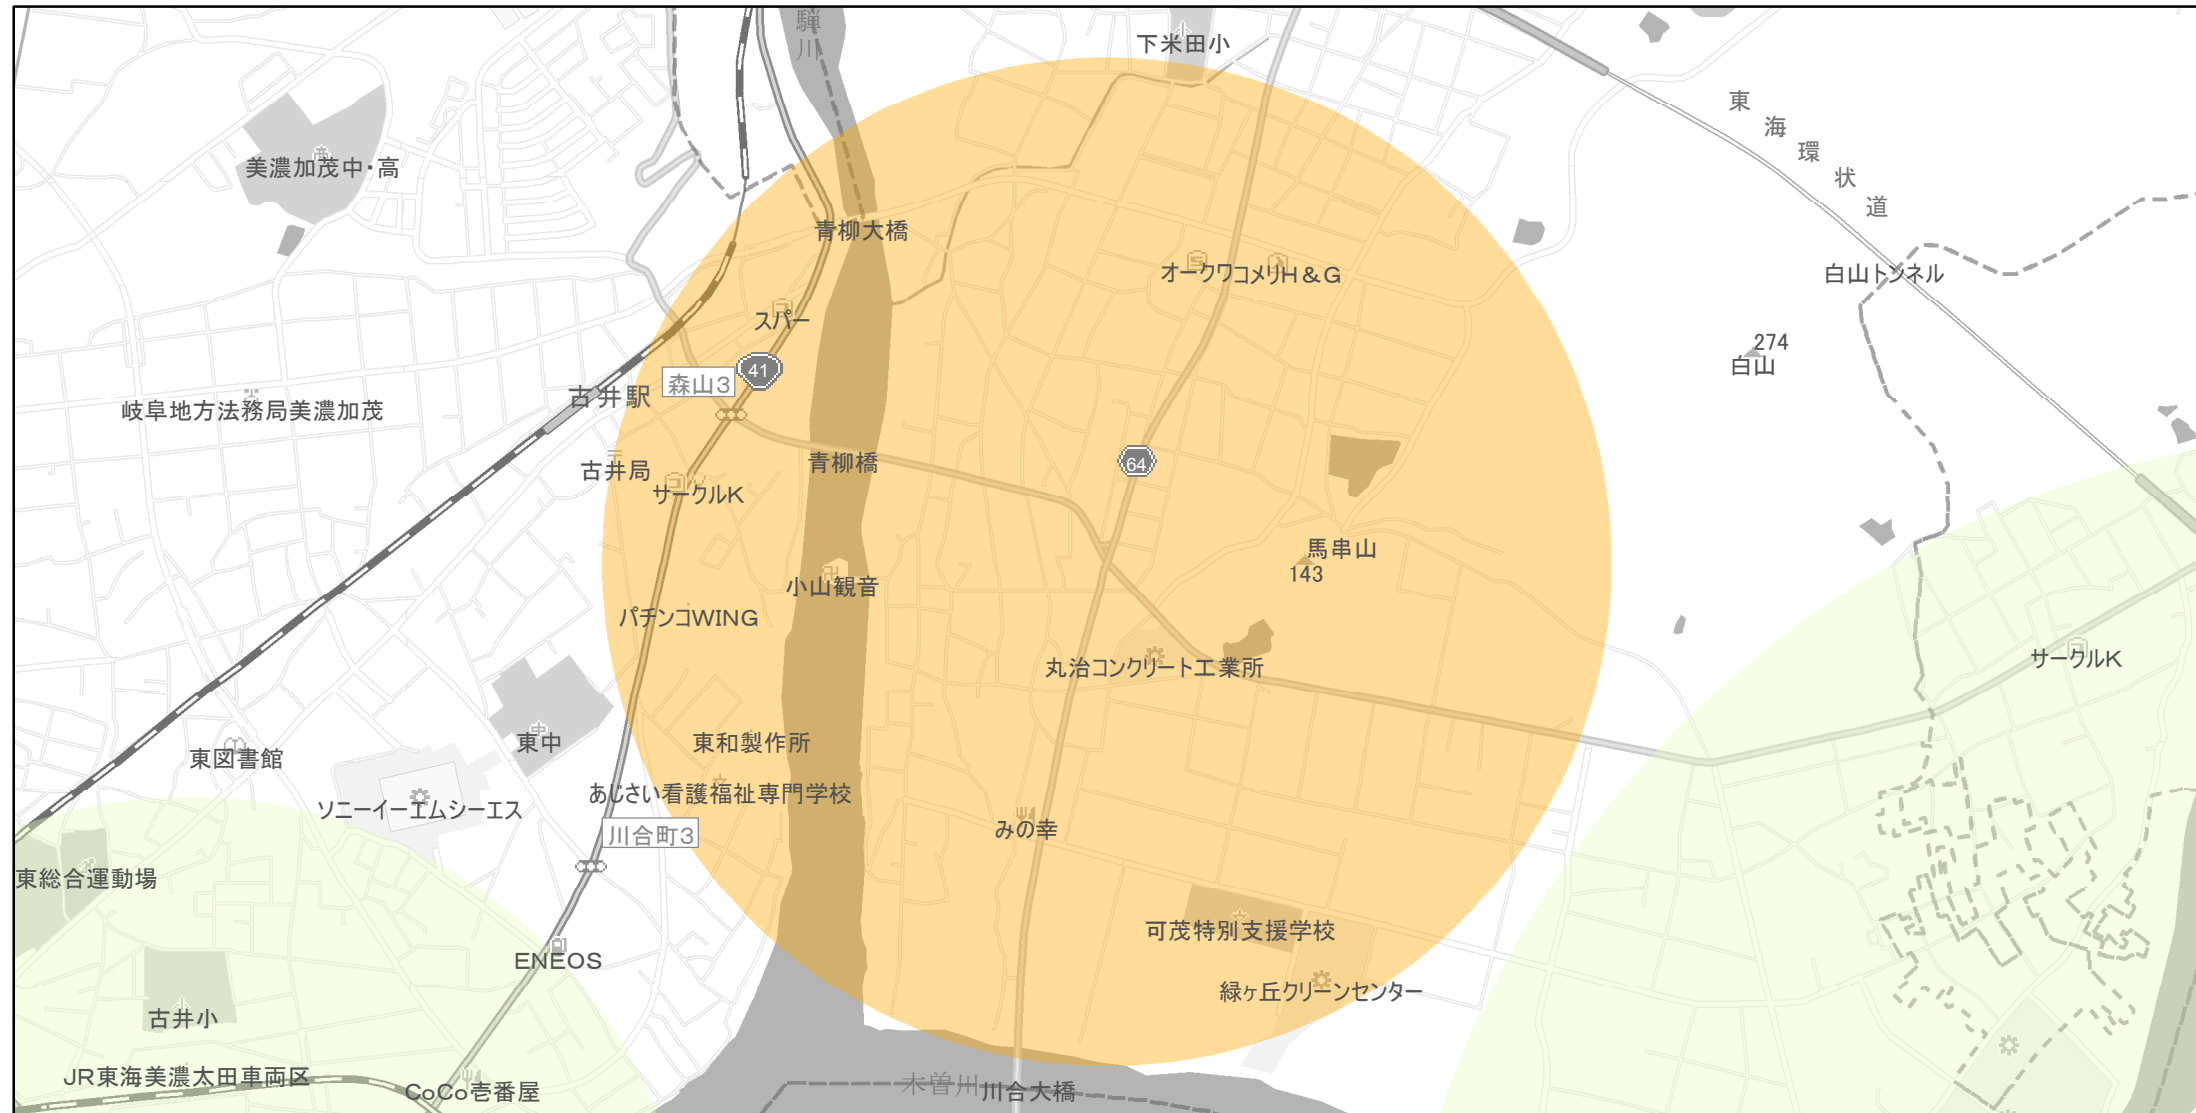 騨川
下米田小
東海環状道
美濃加茂中・高
青柳大橋
オークワ
コメリH&G
白山トンネル
スパー
274
白山
41
森山3
古井駅
岐阜地方法務局美濃加茂
青柳橋
64
古井局
サークルK
馬串山
143
小山観音
パチンコWING
丸治コンクリート工業所
サークルK
東中
東和製作所
東図書館
あじさい看護福祉専門学校
ソニーイーエムシーエス
川合町3
みの幸
東総合運動場
可茂特別支援学校
ENEOS
緑ヶ丘クリーンセンター
古井小
JR東海美濃太田車両区
CoCo壱番屋
木曽川
川合大橋